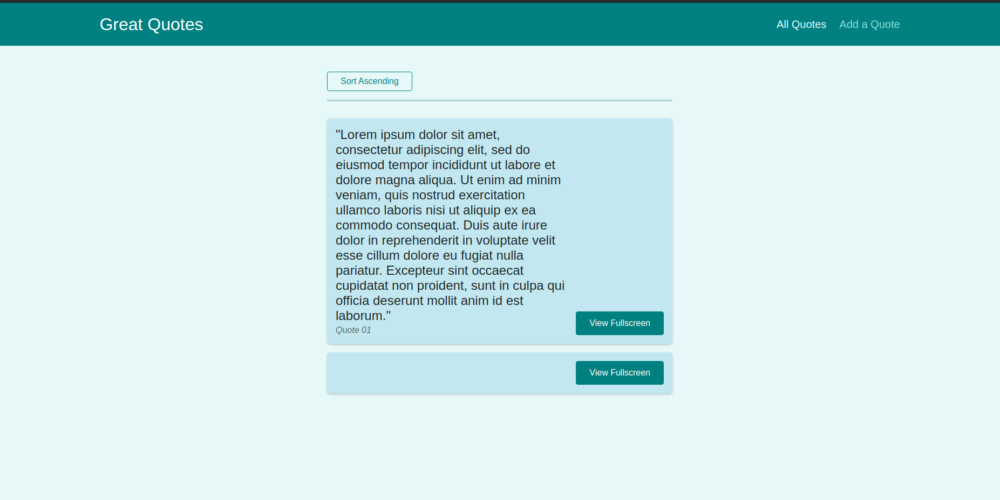 Great Quotes
All Quotes Add a Quote
Sort Ascending
"Lorem ipsum dolor sit amet,
consectetur adipiscing elit, sed do
eiusmod tempor incididunt ut labore et
dolore magna aliqua. Ut enim ad minim
veniam, quis nostrud exercitation
ullamco laboris nisi ut aliquip ex ea
commodo consequat. Duis aute irure
dolor in reprehenderit in voluptate velit
esse cillum dolore eu fugiat nulla
pariatur. Excepteur sint occaecat
cupidatat non proident, sunt in culpa qui
officia deserunt mollit anim id est
laborum."
Quote 01
View Fullscreen
View Fullscreen